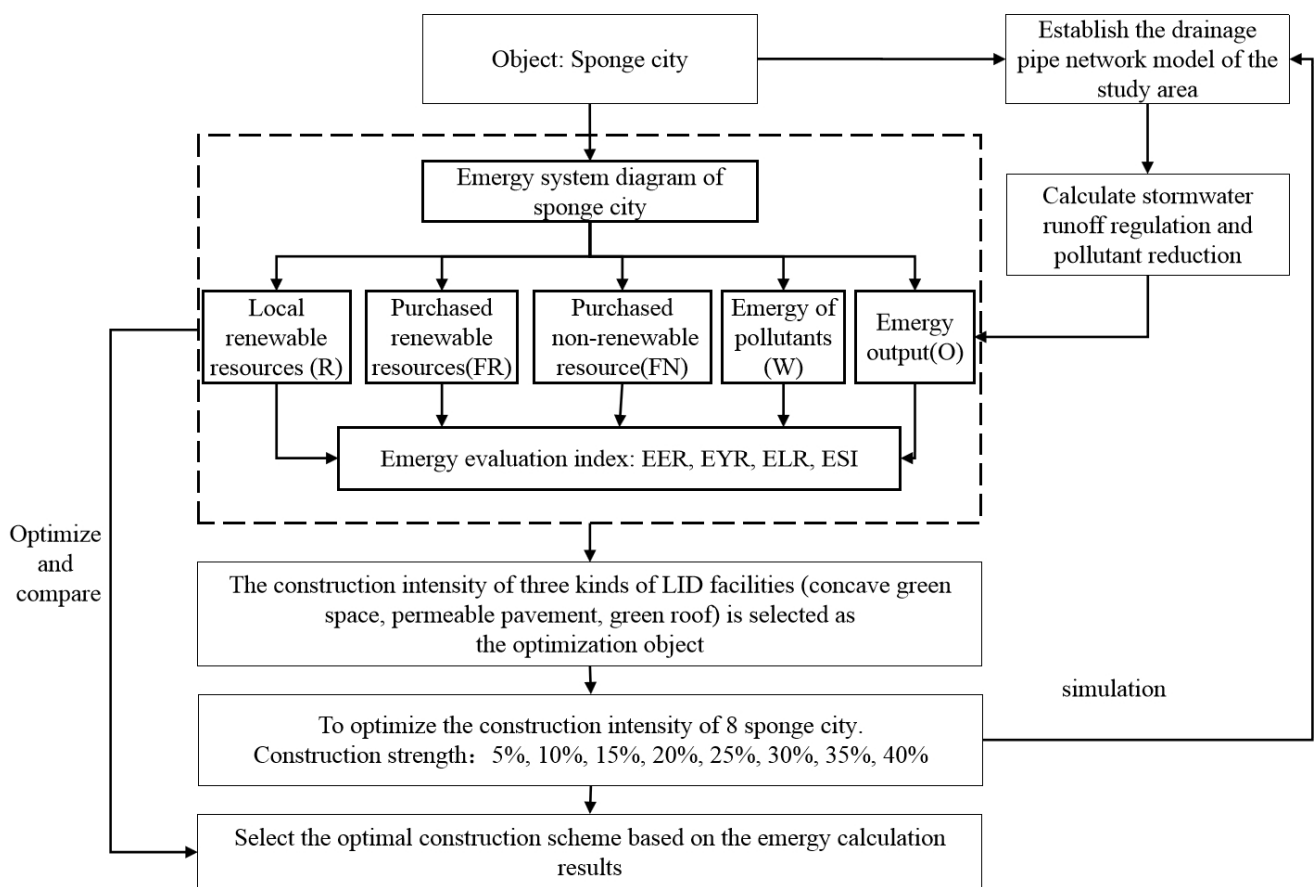 Object: Sponge city
Establish the drainage
pipe network model of the
study area
Emergy system diagram of
sponge city
Calculate stormwater
runoff regulation and
pollutant reduction
Local
renewable
resources (R)
Purchased
renewable
resources(FR)
Purchased
non-renewable
resource(FN)
Emergy of
pollutants
(W)
Emergy
output(O)
Emergy evaluation index: EER, EYR, ELR, ESI
Optimize
and
compare
The construction intensity of three kinds of LID facilities (concave green
space, permeable pavement, green roof) is selected as
the optimization object
simulation
To optimize the construction intensity of 8 sponge city.
Construction strength：5%, 10%, 15%, 20%, 25%, 30%, 35%, 40%
Select the optimal construction scheme based on the emergy calculation
results